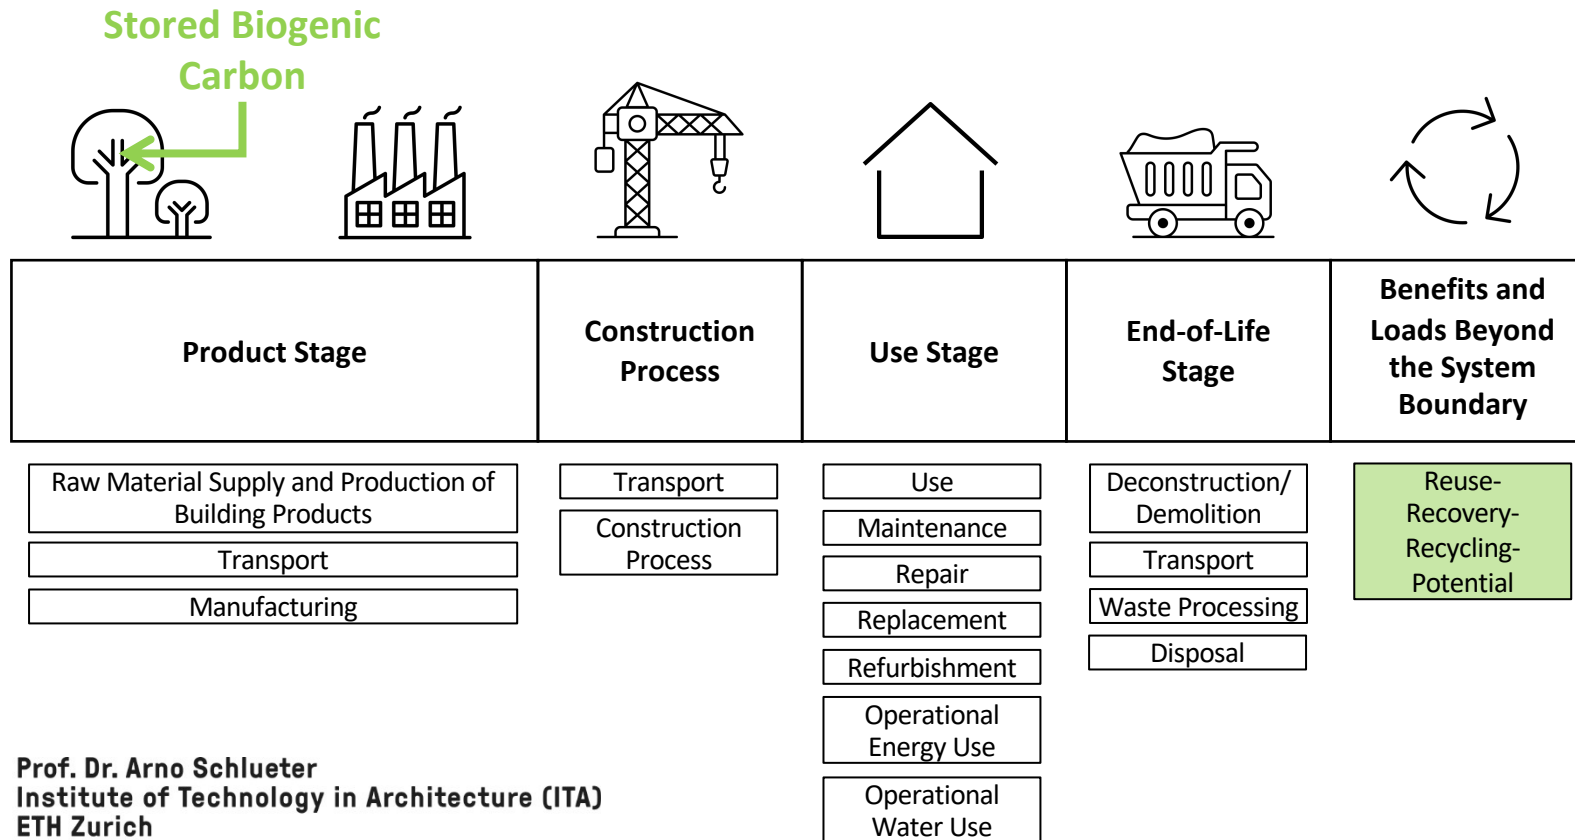 Stored Biogenic
Carbon
Product Stage
Construction
Process
Use Stage
End-of-Life
Stage
Benefits and
Loads Beyond
the System
Boundary
Raw Material Supply and Production of
Building Products
Transport
Manufacturing
Transport
Construction
Process
Use
Maintenance
Repair
Replacement
Refurbishment
Operational
Energy Use
Operational
Water Use
Deconstruction/
Demolition
Transport
Waste Processing
Disposal
Reuse-
Recovery-
Recycling-
Potential
Prof. Dr. Arno Schlueter
Institute of Technology in Architecture (ITA)
ETH Zurich